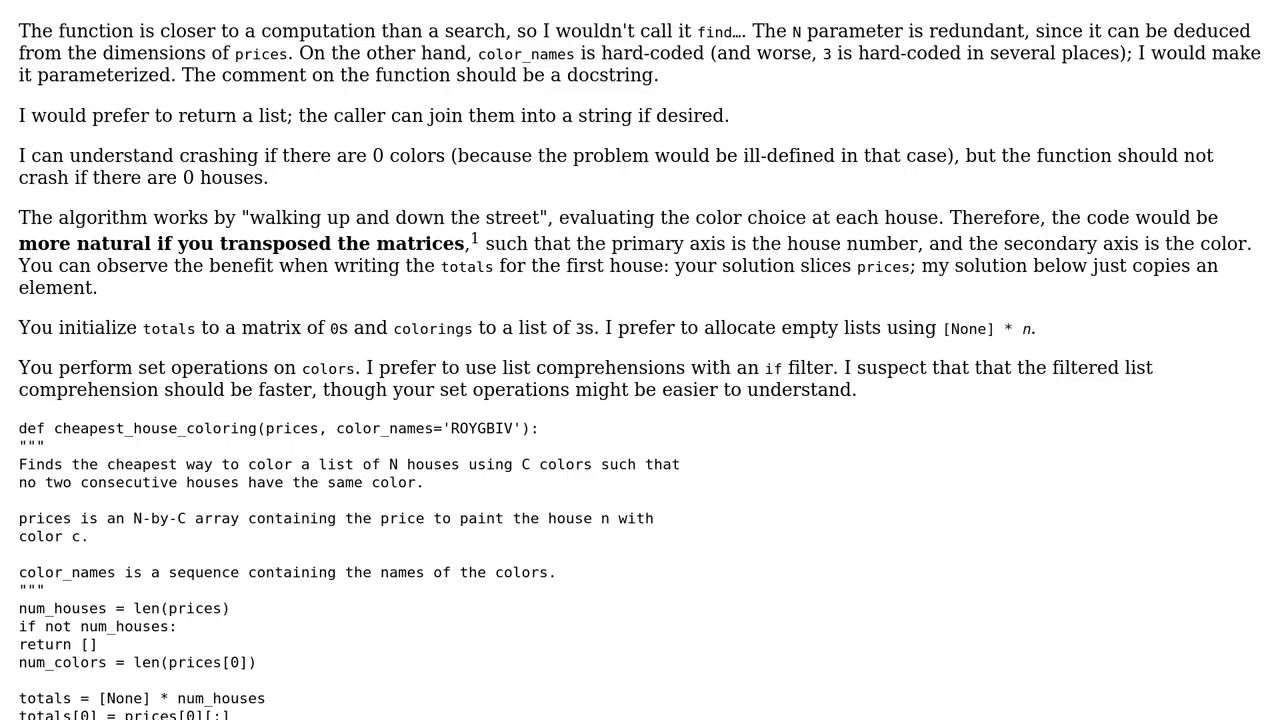 The function is closer to a computation than a search, so I wouldn't call it find…. The N parameter is redundant, since it can be deduced
from the dimensions of prices. On the other hand, color_names is hard-coded (and worse, 3 is hard-coded in several places); I would make
it parameterized. The comment on the function should be a docstring.
I would prefer to return a list; the caller can join them into a string if desired.
I can understand crashing if there are 0 colors (because the problem would be ill-defined in that case), but the function should not
crash if there are 0 houses.
The algorithm works by "walking up and down the street", evaluating the color choice at each house. Therefore, the code would be
more natural if you transposed the matrices,1 such that the primary axis is the house number, and the secondary axis is the color.
You can observe the benefit when writing the totals for the first house: your solution slices prices; my solution below just copies an
element.
You initialize totals to a matrix of 0s and colorings to a list of 3s. I prefer to allocate empty lists using [None] * n.
You perform set operations on colors. I prefer to use list comprehensions with an if filter. I suspect that that the filtered list
comprehension should be faster, though your set operations might be easier to understand.
def cheapest_house_coloring(prices, color_names='ROYGBIV'):
"""
Finds the cheapest way to color a list of N houses using C colors such that
no two consecutive houses have the same color.
prices is an N-by-C array containing the price to paint the house n with
color c.
color_names is a sequence containing the names of the colors.
"""
num_houses = len(prices)
if not num_houses:
return []
num_colors = len(prices[0])
totals = [None] * num_houses
totals[0] = prices[0][:]